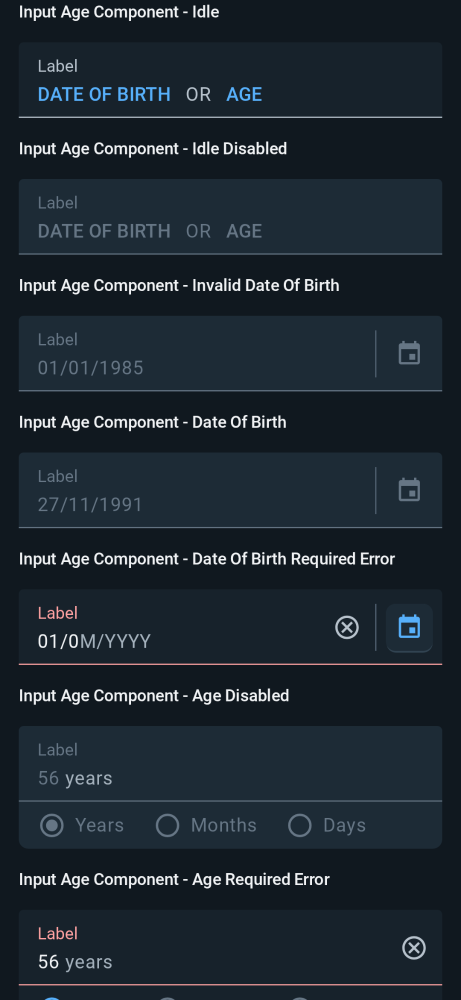 Input Age Component - Idle
Label
DATE OF BIRTH OR AGE
Input Age Component - Idle Disabled
Label
DATE OF BIRTH OR AGE
Input Age Component - Invalid Date Of Birth
Label
01/01/1985
Input Age Component - Date Of Birth
Label
27/11/1991
Input Age Component - Date Of Birth Required Error
Label
01/0M/YYYY
Input Age Component - Age Disabled
Label
56 years
Years Months Days
Input Age Component - Age Required Error
Label
56 years